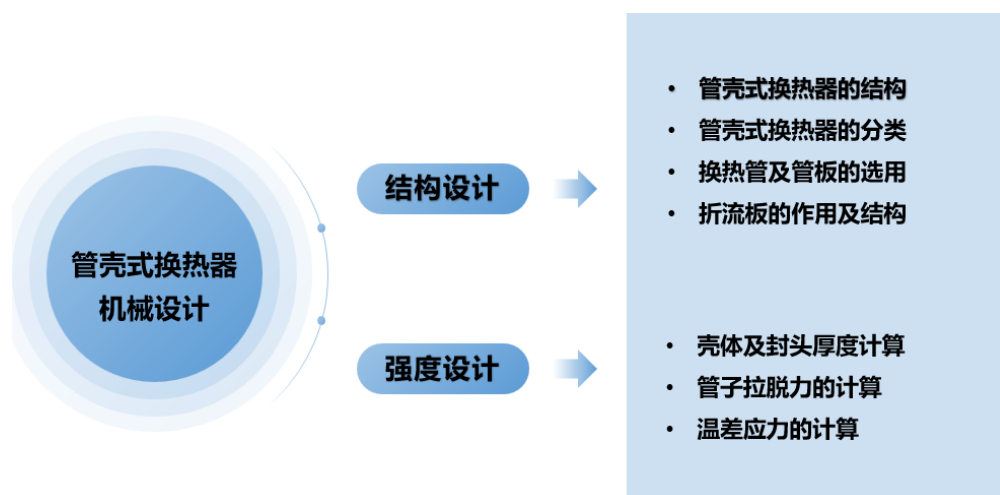 管壳式换热器
机械设计
结构设计
• 管壳式换热器的结构
• 管壳式换热器的分类
• 换热管及管板的选用
• 折流板的作用及结构
强度设计
• 壳体及封头厚度计算
• 管子拉脱力的计算
• 温差应力的计算